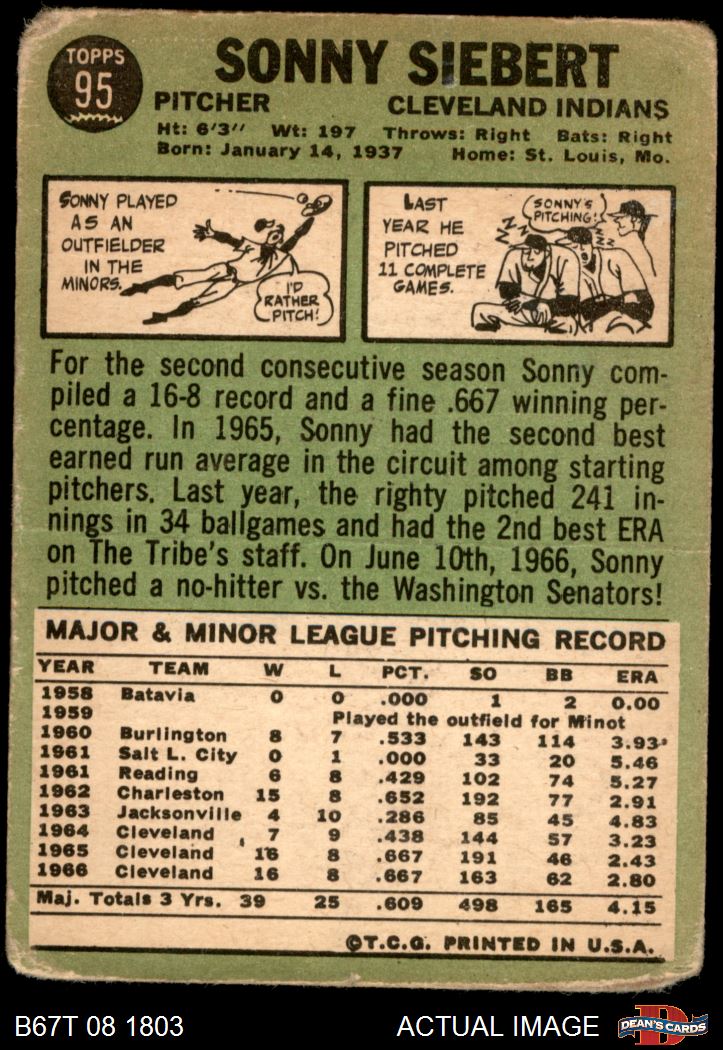 TOPPS
95
SONNY SIEBERT
PITCHER CLEVELAND INDIANS
Ht: 6'3" Wt: 197 Throws: Right Bats: Right
Born: January 14, 1937 Home: St. Louis, Mo.
SONNY PLAYED
AS AN
OUTFIELDER
IN THE
MINORS.
I'D
RATHER
PITCH!
LAST
YEAR HE
PITCHED
11 COMPLETE
GAMES.
SONNY'S
PITCHING!
ZZZ
ZZZ
For the second consecutive season Sonny com-
piled a 16-8 record and a fine .667 winning per-
centage. In 1965, Sonny had the second best
earned run average in the circuit among starting
pitchers. Last year, the righty pitched 241 in-
nings in 34 ballgames and had the 2nd best ERA
on The Tribe's staff. On June 10th, 1966, Sonny
pitched a no-hitter vs. the Washington Senators!
MAJOR & MINOR LEAGUE PITCHING RECORD
YEAR TEAM W L PCT. SO BB ERA
1958 Batavia 0 0 .000 1 2 0.00
1959 Played the outfield for Minot
1960 Burlington 8 7 .533 143 114 3.93
1961 Salt L. City 0 1 .000 33 20 5.46
1961 Reading 6 8 .429 102 74 5.27
1962 Charleston 15 8 .652 192 77 2.91
1963 Jacksonville 4 10 .286 85 45 4.83
1964 Cleveland 7 9 .438 144 57 3.23
1965 Cleveland 16 8 .667 191 46 2.43
1966 Cleveland 16 8 .667 163 62 2.80
Maj. Totals 3 Yrs. 39 25 .609 498 165 4.15
©T.C.G. PRINTED IN U.S.A.
B67T 08 1803 ACTUAL IMAGE
D
DEAN'S CARDS